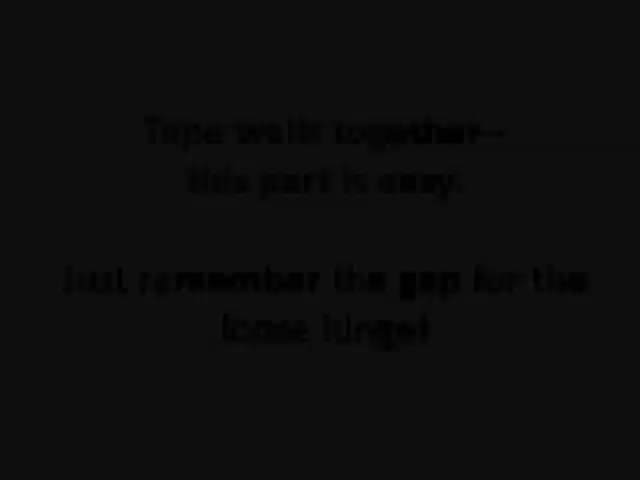 Tape walls together—
this part is easy.
Just remember the gap for the
loose hinge!